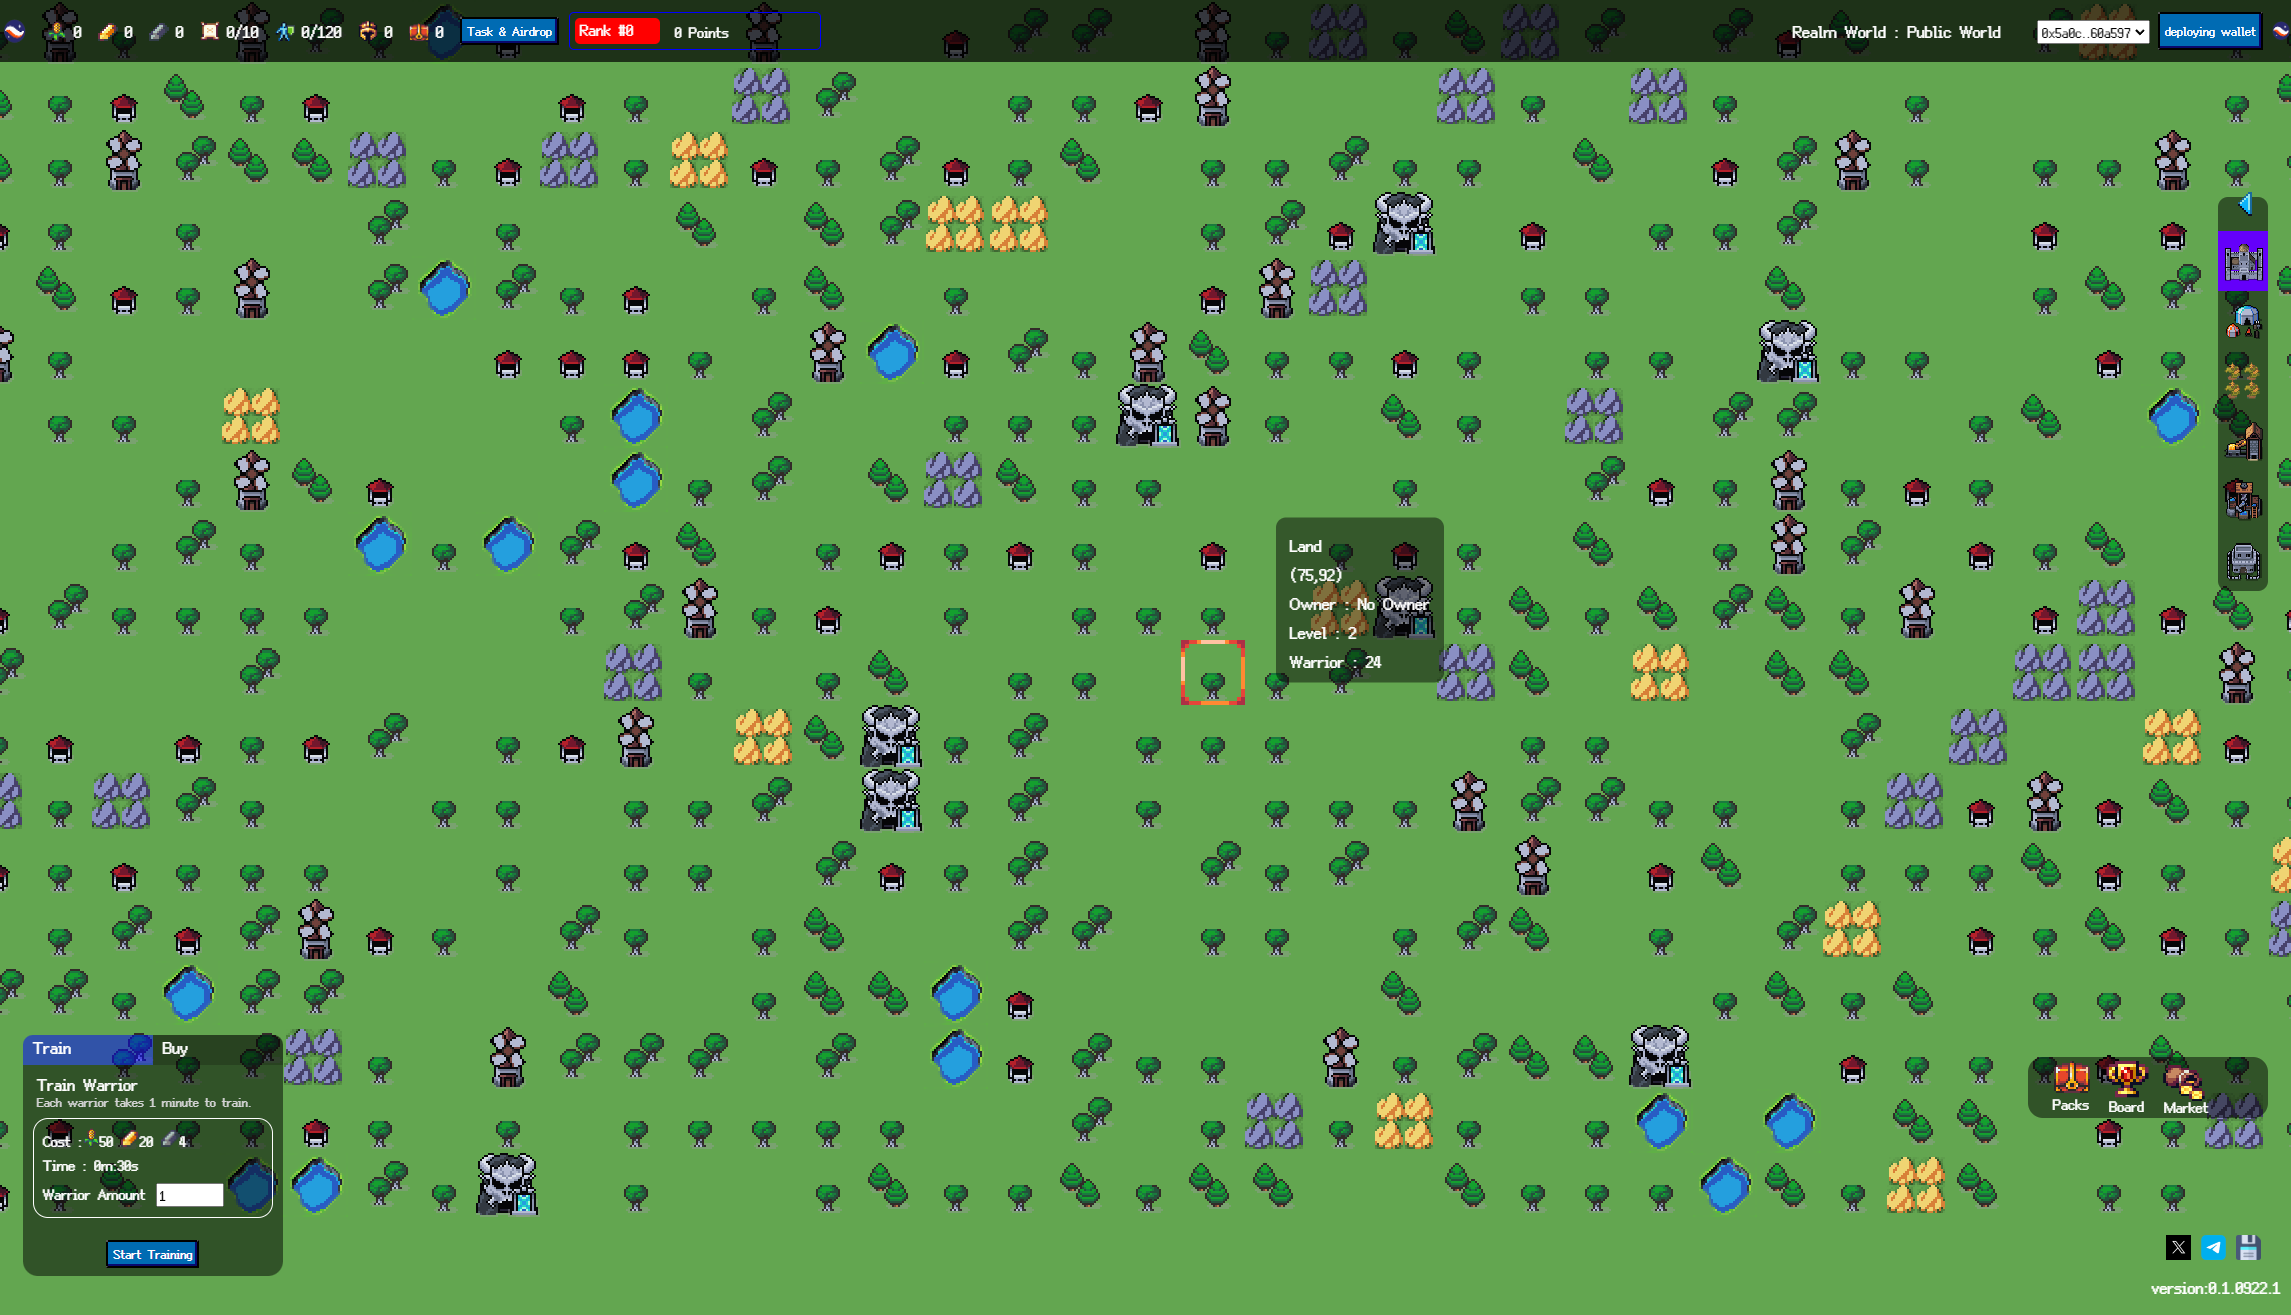 0 0 0 0/10 0/120 0 0 Task & Airdrop Rank #0 0 Points Realm World : Public World 0x5a0c..60a597 deploying wallet
Land
(75,92)
Owner : No Owner
Level : 2
Warrior : 24
Train Buy
Train Warrior
Each warrior takes 1 minute to train.
Cost : 50 20 4
Time : 0m:30s
Warrior Amount 1
Start Training
Packs Board Market
X
version:0.1.0922.1